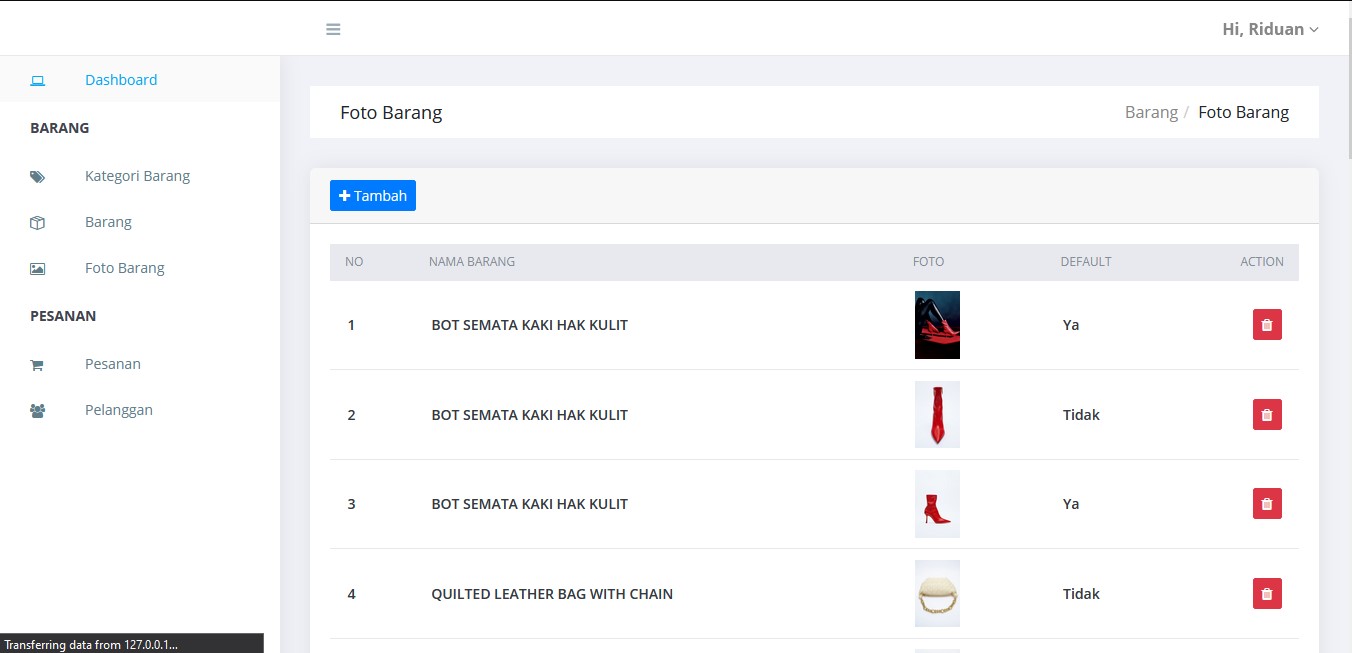 Hi, Riduan
Dashboard
BARANG
Kategori Barang
Barang
Foto Barang
PESANAN
Pesanan
Pelanggan
Foto Barang
Barang / Foto Barang
Tambah
NO NAMA BARANG FOTO DEFAULT ACTION
1 BOT SEMATA KAKI HAK KULIT Ya
2 BOT SEMATA KAKI HAK KULIT Tidak
3 BOT SEMATA KAKI HAK KULIT Ya
4 QUILTED LEATHER BAG WITH CHAIN Tidak
Transferring data from 127.0.0.1...